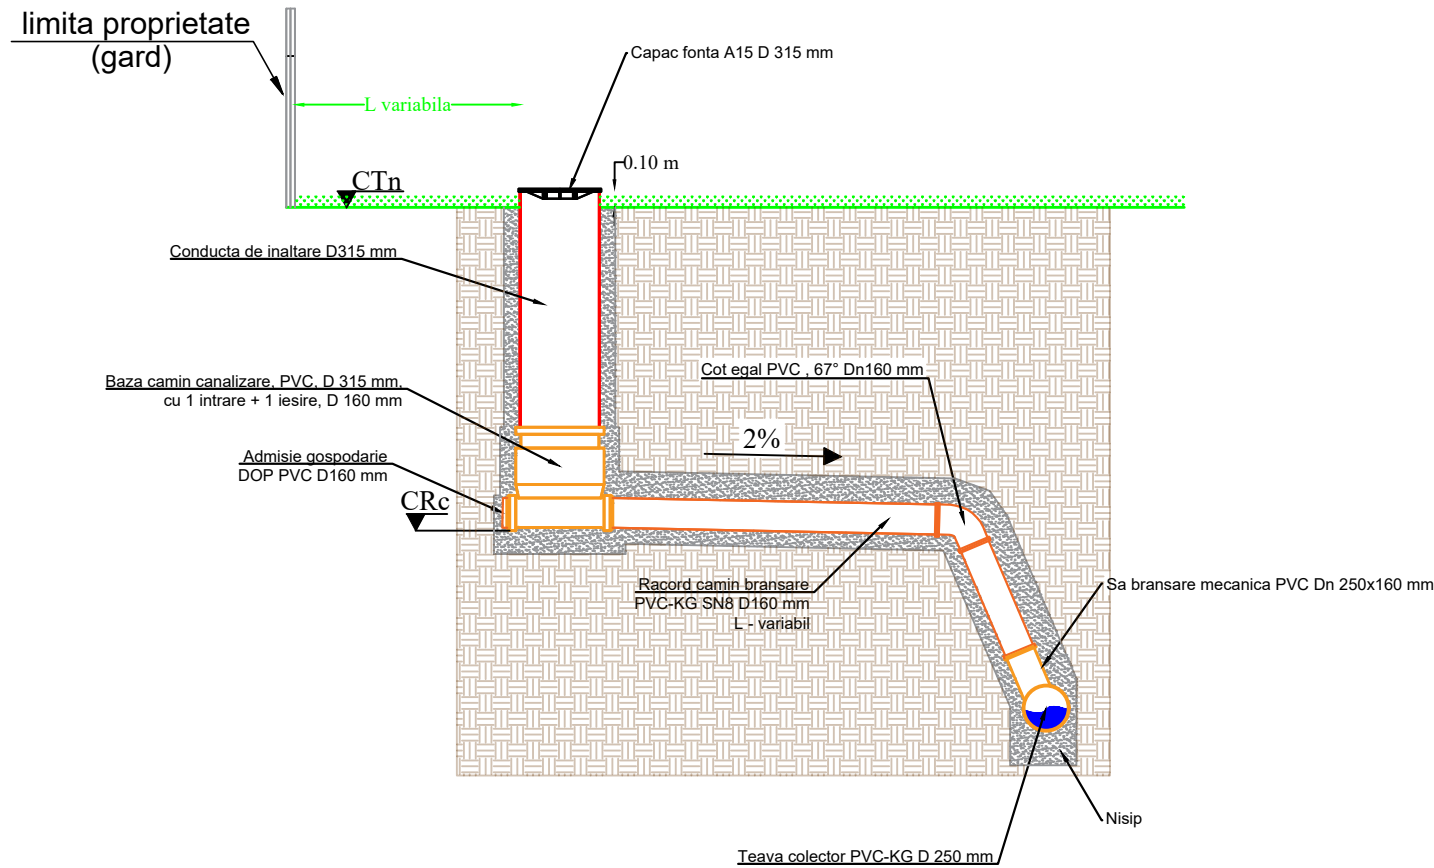 limita proprietate
(gard)
Capac fonta A15 D 315 mm
L variabila
0.10 m
CTn
Conducta de inaltare D315 mm
Baza camin canalizare, PVC, D 315 mm,
cu 1 intrare + 1 iesire, D 160 mm
Cot egal PVC , 67° Dn160 mm
2%
Admisie gospodarie
DOP PVC D160 mm
CRc
Racord camin bransare
PVC-KG SN8 D160 mm
L - variabil
Sa bransare mecanica PVC Dn 250x160 mm
Nisip
Teava colector PVC-KG D 250 mm